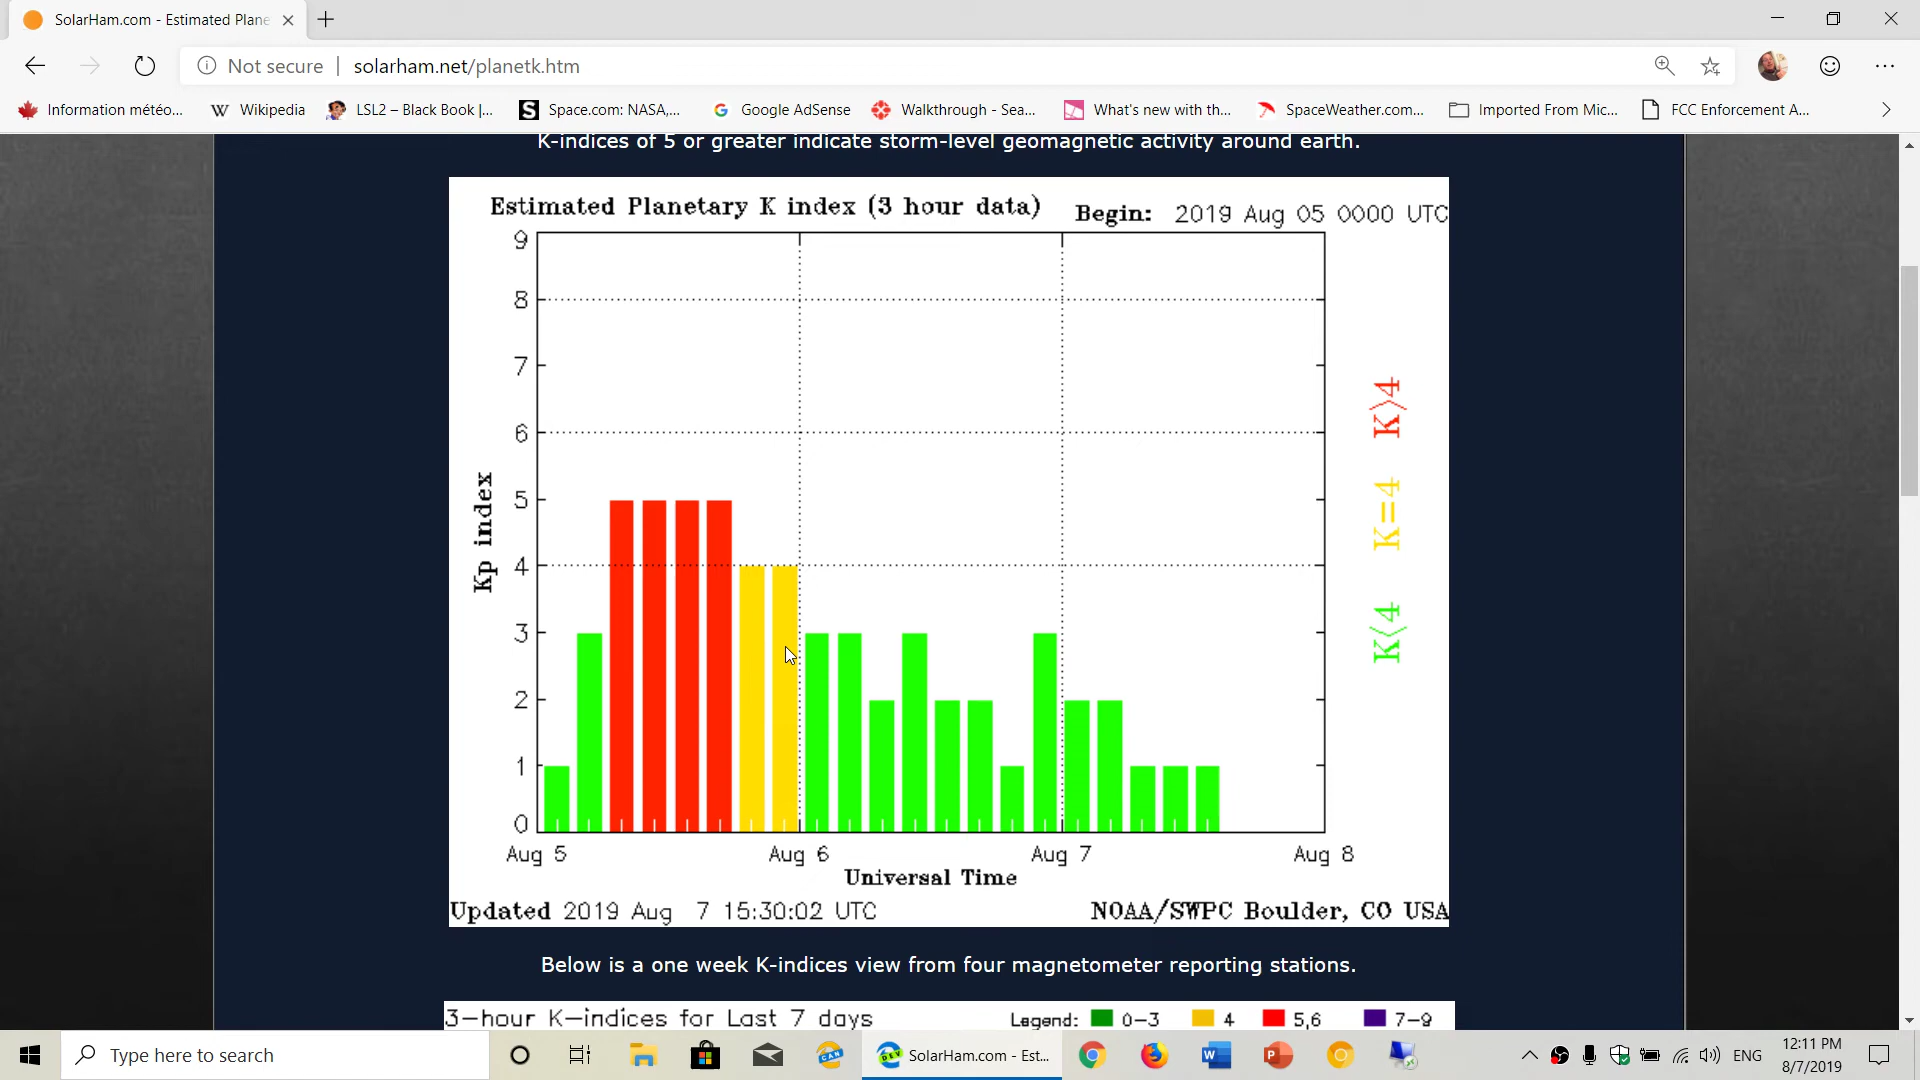 SolarHam.com - Estimated Plane
Not secure | solarham.net/planetk.htm
Information météo... Wikipedia LSL2 – Black Book |... Space.com: NASA,... Google AdSense Walkthrough - Sea... What's new with th... SpaceWeather.com... Imported From Mic... FCC Enforcement A...
K-indices of 5 or greater indicate storm-level geomagnetic activity around earth.
Estimated Planetary K index (3 hour data) Begin: 2019 Aug 05 0000 UTC
9
8
7
6
5
4
3
2
1
0
Kp index
K<4 K=4 K>4
Aug 5 Aug 6 Aug 7 Aug 8
Universal Time
Updated 2019 Aug 7 15:30:02 UTC NOAA/SWPC Boulder, CO USA
Below is a one week K-indices view from four magnetometer reporting stations.
3-hour K-indices for Last 7 days Legend: 0-3 4 5,6 7-9
Type here to search
CAN
DEV
SolarHam.com - Est...
ENG
12:11 PM
8/7/2019